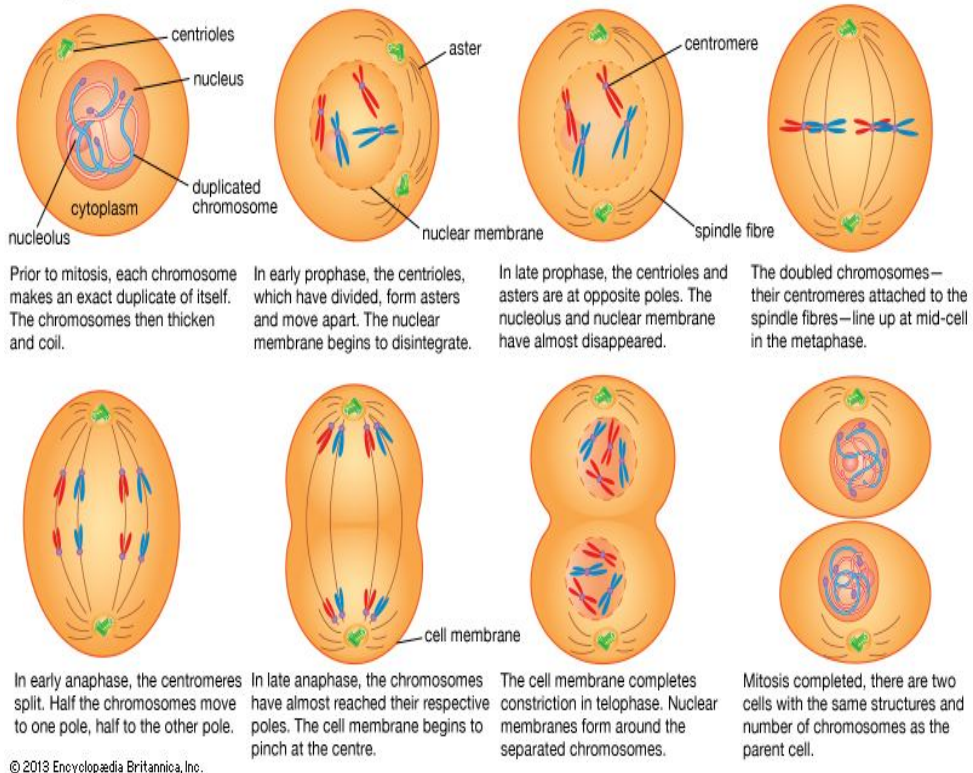 centrioles
nucleus
duplicated
chromosome
cytoplasm
nucleolus
aster
nuclear membrane
centromere
spindle fibre
Prior to mitosis, each chromosome
makes an exact duplicate of itself.
The chromosomes then thicken
and coil.
In early prophase, the centrioles,
which have divided, form asters
and move apart. The nuclear
membrane begins to disintegrate.
In late prophase, the centrioles and
asters are at opposite poles. The
nucleolus and nuclear membrane
have almost disappeared.
The doubled chromosomes—
their centromeres attached to the
spindle fibres—line up at mid-cell
in the metaphase.
cell membrane
In early anaphase, the centromeres
split. Half the chromosomes move
to one pole, half to the other pole.
In late anaphase, the chromosomes
have almost reached their respective
poles. The cell membrane begins to
pinch at the centre.
The cell membrane completes
constriction in telophase. Nuclear
membranes form around the
separated chromosomes.
Mitosis completed, there are two
cells with the same structures and
number of chromosomes as the
parent cell.
© 2013 Encyclopædia Britannica, Inc.